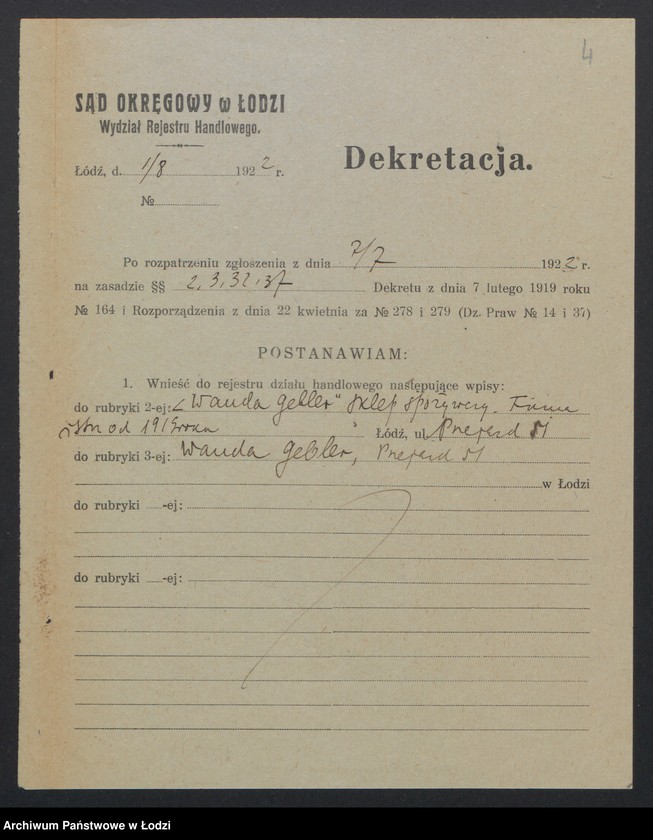 4
SĄD OKRĘGOWY w ŁODZI
Wydział Rejestru Handlowego.
Dekretacja.
Łódź, d. 1/8 1922 r.
№
Po rozpatrzeniu zgłoszenia z dnia 7/7 1922 r.
na zasadzie §§ 2, 3, 32, 37 Dekretu z dnia 7 lutego 1919 roku
№ 164 i Rozporządzenia z dnia 22 kwietnia za № 278 i 279 (Dz. Praw № 14 i 37)
POSTANAWIAM:
1. Wnieść do rejestru działu handlowego następujące wpisy:
do rubryki 2-ej: „Wanda Gebler" sklep spożywczy. Firma
istn od 1919 roku Łódź, ul. Przejazd 51
do rubryki 3-ej: Wanda Gebler, Przejazd 51
w Łodzi
do rubryki -ej:
do rubryki -ej:
Archiwum Państwowe w Łodzi